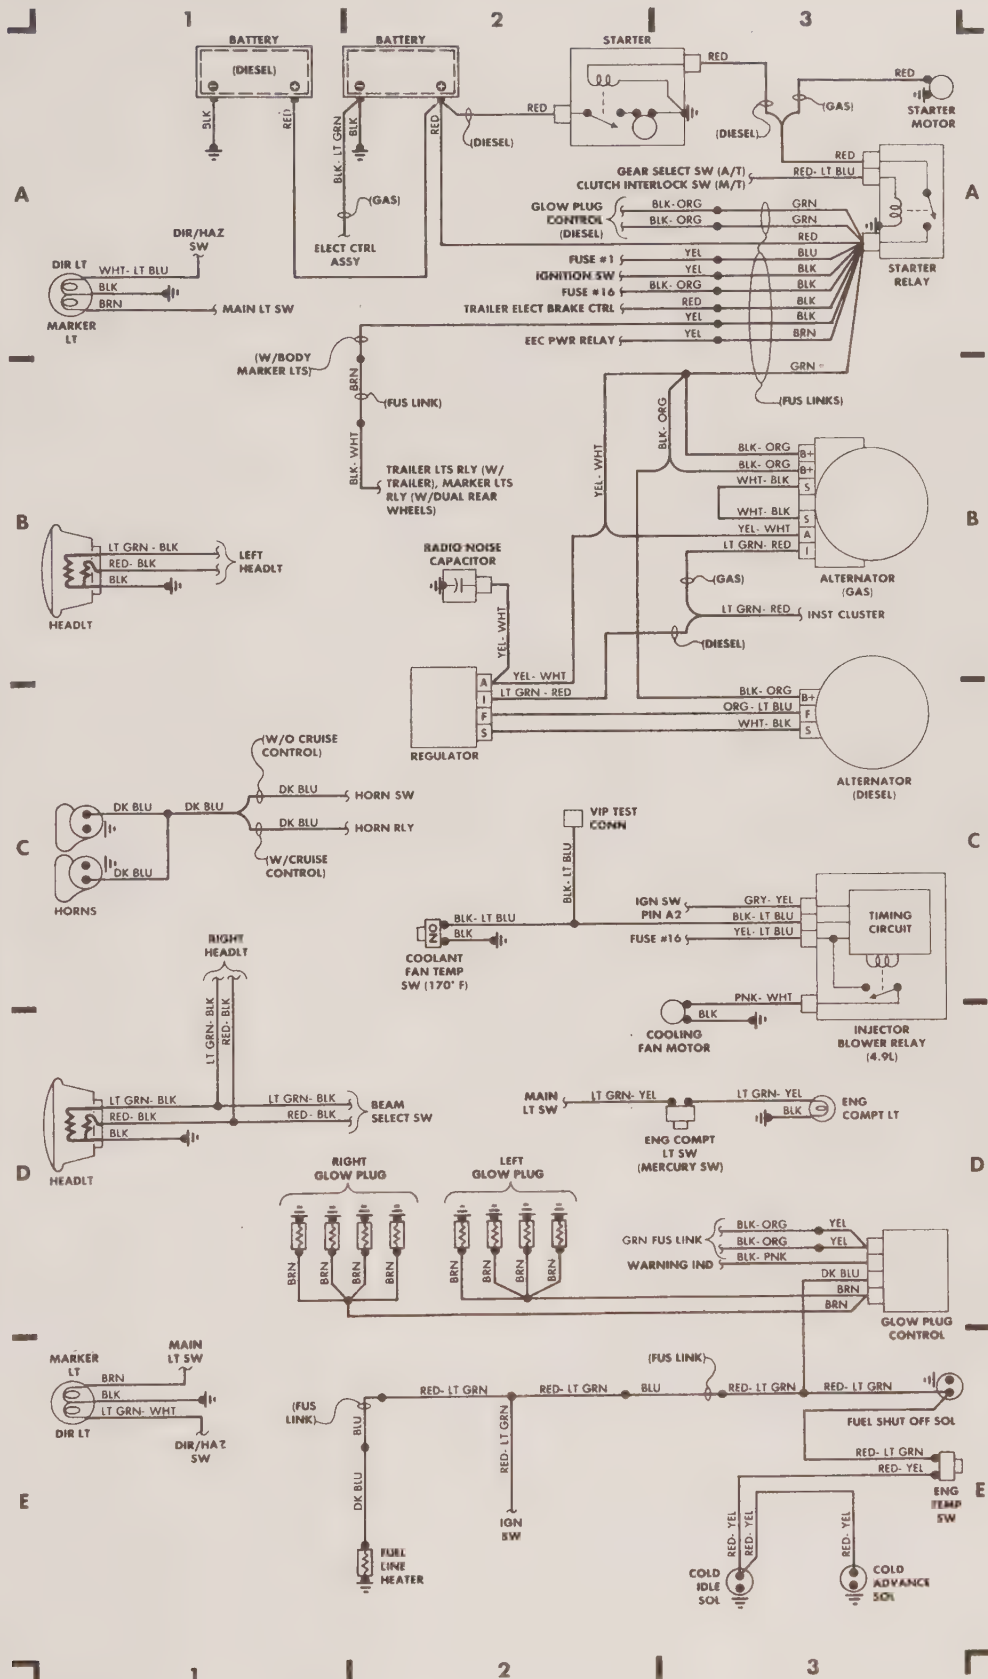 1 2 3
BATTERY
(DIESEL)
BATTERY
STARTER
RED
RED
RED
(GAS)
STARTER
MOTOR
BLK
RED
BLK- LT GRN
BLK
RED
(DIESEL)
(DIESEL)
RED
RED- LT BLU
GEAR SELECT SW (A/T)
CLUTCH INTERLOCK SW (M/T)
A
A
(GAS)
GLOW PLUG
CONTROL
(DIESEL)
BLK-ORG
GRN
BLK-ORG
GRN
RED
DIR/HAZ
SW
ELECT CTRL
ASSY
FUSE #1
YEL
BLU
STARTER
RELAY
DIR LT
WHT- LT BLU
BLK
BRN
MAIN LT SW
MARKER
LT
IGNITION SW
YEL
BLK
FUSE #16
BLK-ORG
BLK
TRAILER ELECT BRAKE CTRL
RED
BLK
YEL
BLK
EEC PWR RELAY
YEL
BRN
(W/BODY
MARKER LTS)
BRN
GRN
(FUS LINK)
(FUS LINKS)
BLK- WHT
YEL- WHT
BLK- ORG
TRAILER LTS RLY (W/
TRAILER), MARKER LTS
RLY (W/DUAL REAR
WHEELS)
BLK- ORG
B+
BLK- ORG
B+
WHT- BLK
S
WHT- BLK
S
YEL- WHT
A
LT GRN- RED
I
ALTERNATOR
(GAS)
B
B
LT GRN - BLK
RED- BLK
BLK
LEFT
HEADLT
HEADLT
RADIO NOISE
CAPACITOR
(GAS)
LT GRN- RED
INST CLUSTER
(DIESEL)
YEL- WHT
A
YEL- WHT
I
LT GRN - RED
F
S
REGULATOR
BLK- ORG
B+
ORG - LT BLU
F
WHT- BLK
S
ALTERNATOR
(DIESEL)
(W/O CRUISE
CONTROL)
DK BLU
HORN SW
DK BLU
DK BLU
DK BLU
HORN RLY
DK BLU
(W/CRUISE
CONTROL)
HORNS
C
C
VIP TEST
CONN
BLK- LT BLU
IGN SW
PIN A2
GRY- YEL
BLK- LT BLU
FUSE #16
YEL- LT BLU
TIMING
CIRCUIT
NO
BLK- LT BLU
BLK
COOLANT
FAN TEMP
SW (170° F)
PNK- WHT
BLK
COOLING
FAN MOTOR
INJECTOR
BLOWER RELAY
(4.9L)
RIGHT
HEADLT
LT GRN- BLK
RED- BLK
LT GRN- BLK
LT GRN- BLK
RED- BLK
RED- BLK
BLK
BEAM
SELECT SW
HEADLT
MAIN
LT SW
LT GRN- YEL
LT GRN- YEL
BLK
ENG
COMPT LT
ENG COMPT
LT SW
(MERCURY SW)
D
D
RIGHT
GLOW PLUG
LEFT
GLOW PLUG
BRN
BRN
BRN
BRN
BRN
BRN
BRN
BRN
GRN FUS LINK
BLK-ORG
YEL
BLK-ORG
YEL
WARNING IND
BLK- PNK
DK BLU
BRN
BRN
GLOW PLUG
CONTROL
MARKER
LT
MAIN
LT SW
BRN
BLK
LT GRN- WHT
DIR LT
DIR/HAZ
SW
(FUS
LINK)
BLU
RED- LT GRN
RED- LT GRN
BLU
(FUS LINK)
RED- LT GRN
RED- LT GRN
FUEL SHUT OFF SOL
RED- LT GRN
DK BLU
IGN
SW
RED- LT GRN
RED- YEL
ENG
TEMP
SW
E
E
FUEL
LINE
HEATER
RED- YEL
RED- YEL
RED- YEL
COLD
IDLE
SOL
COLD
ADVANCE
SOL
1 2 3